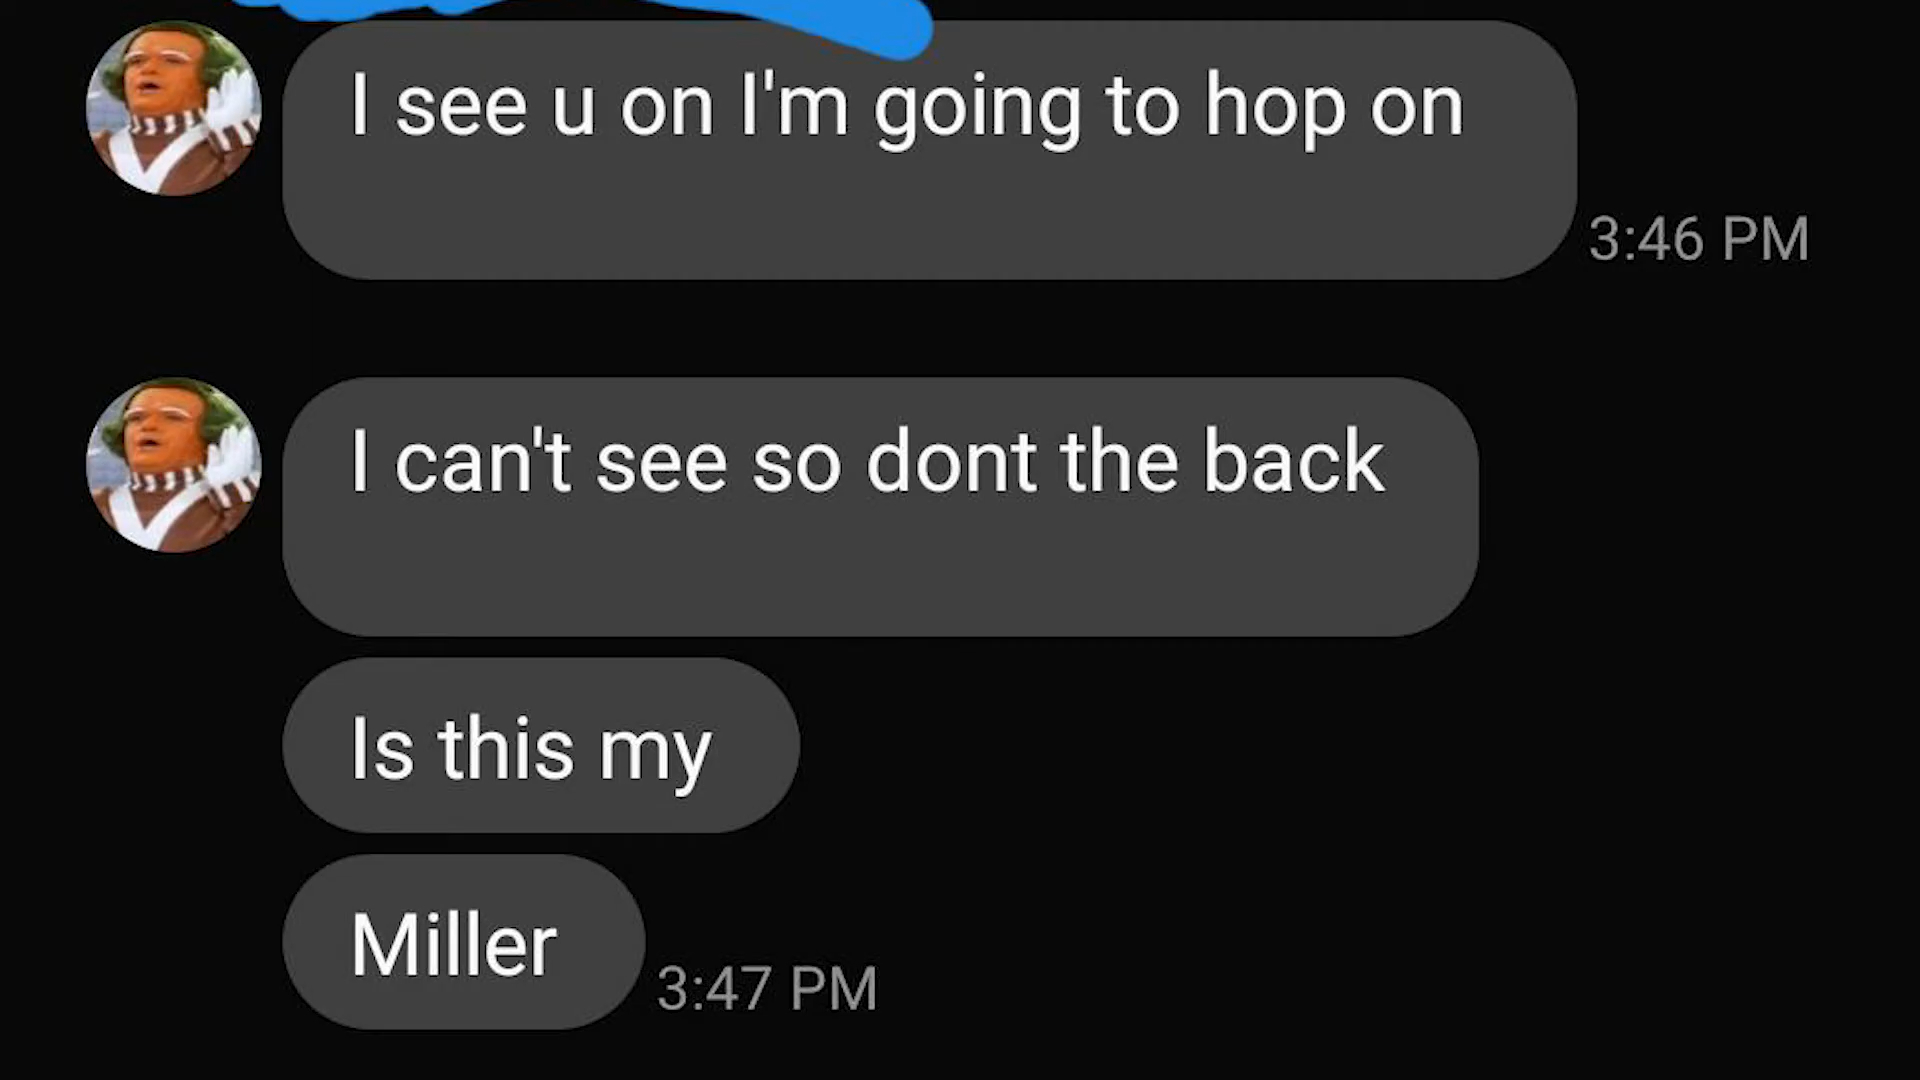 I see u on I'm going to hop on
3:46 PM
I can't see so dont the back
Is this my
Miller
3:47 PM